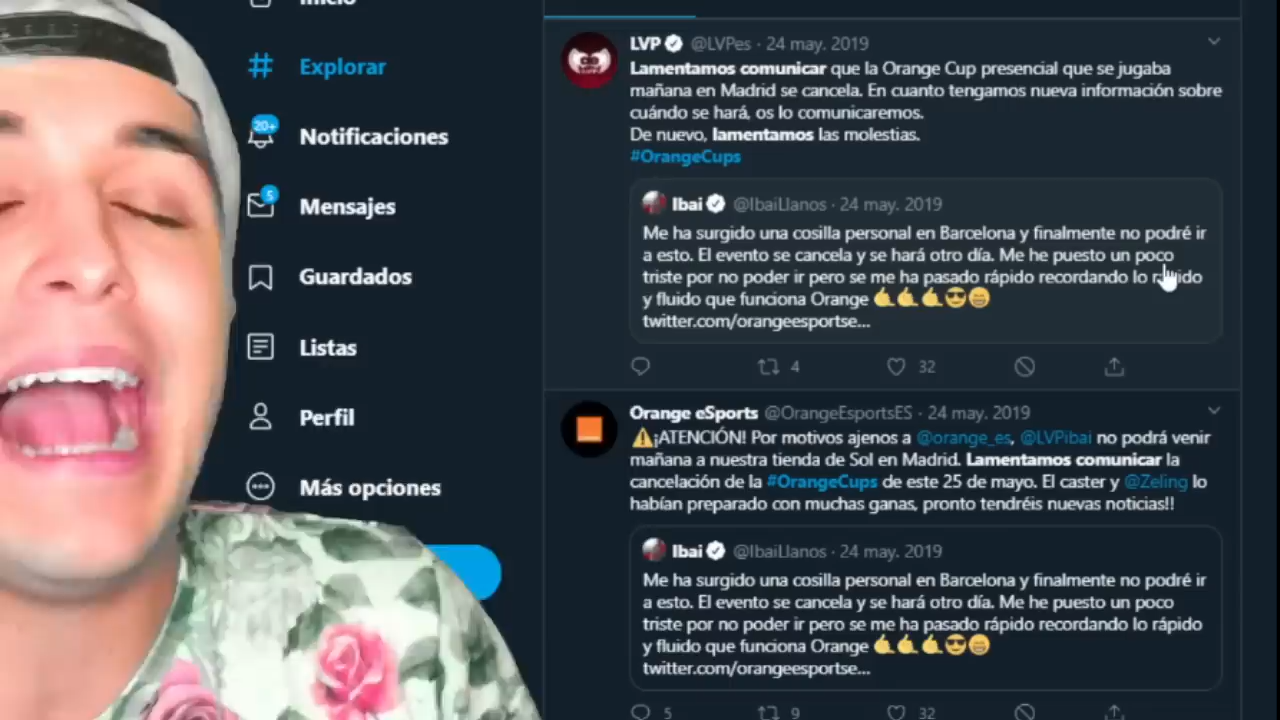 Inicio
Explorar
20+
Notificaciones
5
Mensajes
Guardados
Listas
Perfil
Más opciones
LVP @LVPes · 24 may. 2019
Lamentamos comunicar que la Orange Cup presencial que se jugaba
mañana en Madrid se cancela. En cuanto tengamos nueva información sobre
cuándo se hará, os lo comunicaremos.
De nuevo, lamentamos las molestias.
#OrangeCups
Ibai @IbaiLlanos · 24 may. 2019
Me ha surgido una cosilla personal en Barcelona y finalmente no podré ir
a esto. El evento se cancela y se hará otro día. Me he puesto un poco
triste por no poder ir pero se me ha pasado rápido recordando lo rápido
y fluido que funciona Orange 🤙🤙🤙😎😁
twitter.com/orangeesportse...
4 32
Orange eSports @OrangeEsportsES · 24 may. 2019
⚠️¡ATENCIÓN! Por motivos ajenos a @orange_es, @LVPibai no podrá venir
mañana a nuestra tienda de Sol en Madrid. Lamentamos comunicar la
cancelación de la #OrangeCups de este 25 de mayo. El caster y @Zeling lo
habían preparado con muchas ganas, pronto tendréis nuevas noticias!!
Ibai @IbaiLlanos · 24 may. 2019
Me ha surgido una cosilla personal en Barcelona y finalmente no podré ir
a esto. El evento se cancela y se hará otro día. Me he puesto un poco
triste por no poder ir pero se me ha pasado rápido recordando lo rápido
y fluido que funciona Orange 🤙🤙🤙😎😁
twitter.com/orangeesportse...
5 9 32